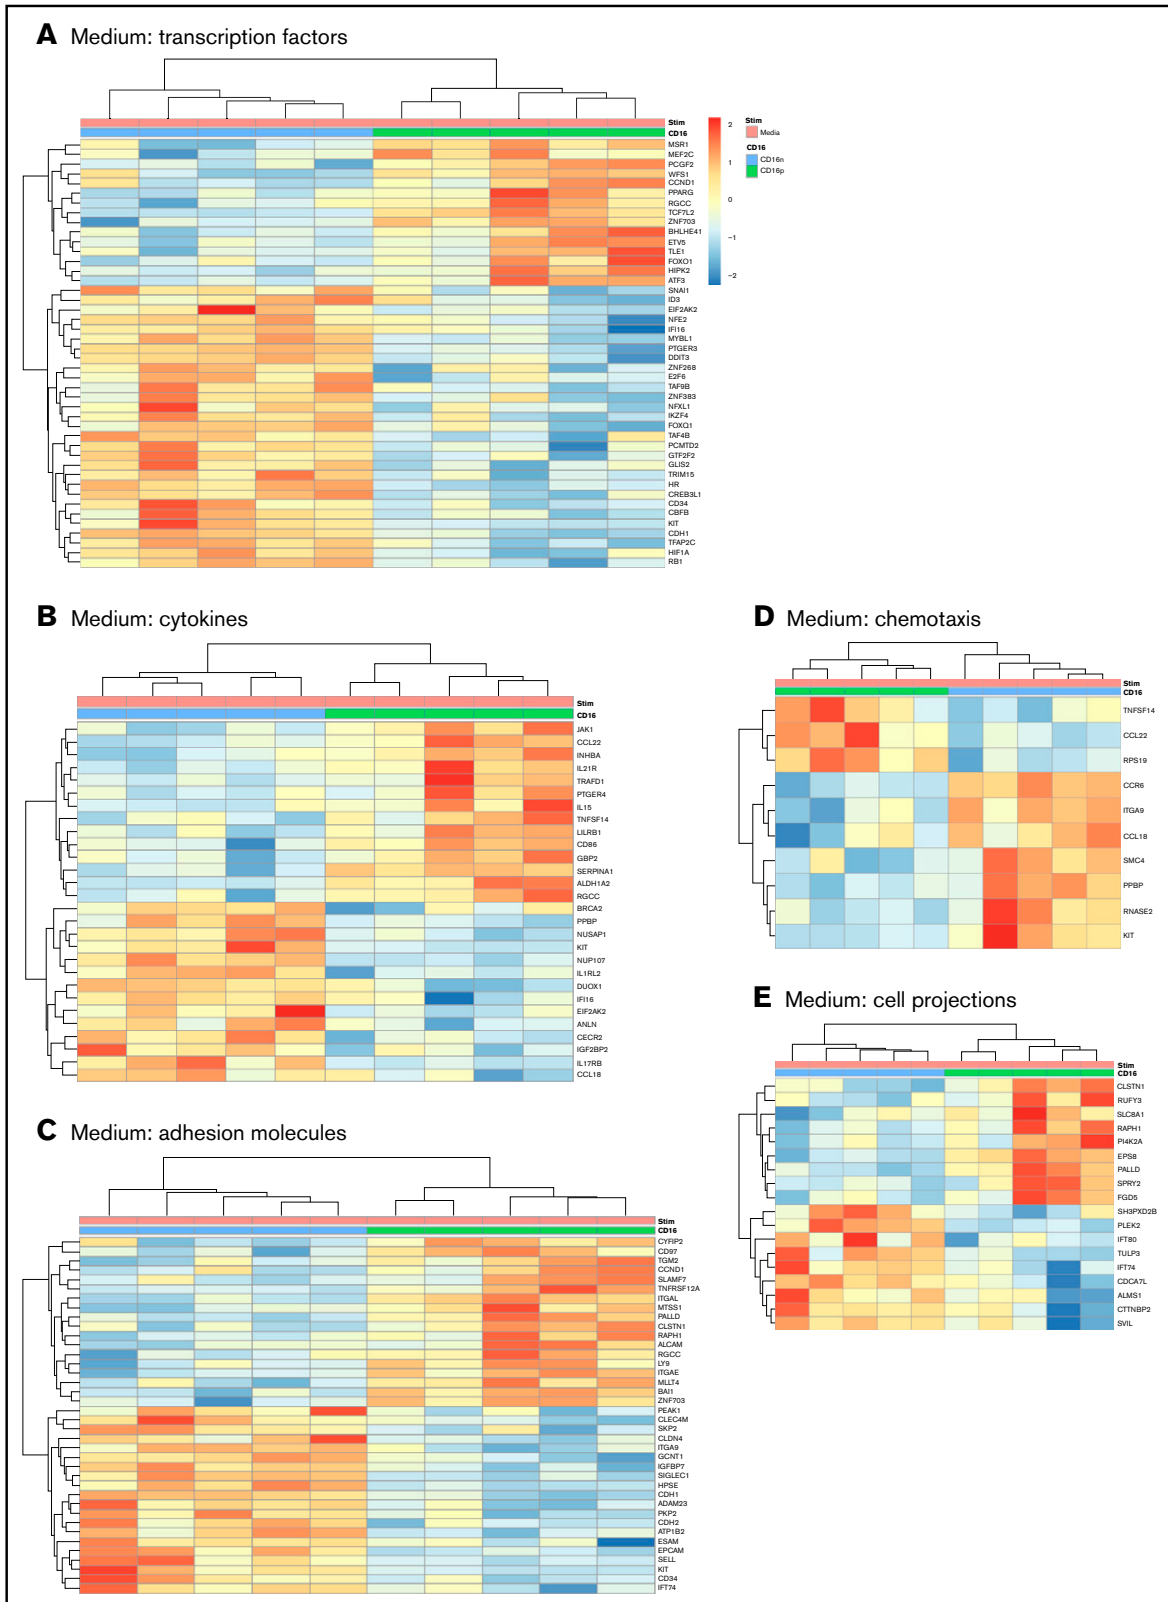 A Medium: transcription factors
Stim
CD16
MSR1
MEF2C
PCGF2
WFS1
CCND1
PPARG
RGCC
TCF7L2
ZNF703
BHLHE41
ETV5
TLE1
FOXO1
HIPK2
ATF3
SNAI1
ID3
EIF2AK2
NFE2
IFI16
MYBL1
PTGER3
DDIT3
ZNF268
E2F6
TAF9B
ZNF383
NFXL1
IKZF4
FOXQ1
TAF4B
PCMTD2
GTF2F2
GLIS2
TRIM15
HR
CREB3L1
CD34
CBFB
KIT
CDH1
TFAP2C
HIF1A
RB1
2
1
0
−1
−2
Stim
Media
CD16
CD16n
CD16p
B Medium: cytokines
Stim
CD16
JAK1
CCL22
INHBA
IL21R
TRAFD1
PTGER4
IL15
TNFSF14
LILRB1
CD86
GBP2
SERPINA1
ALDH1A2
RGCC
BRCA2
PPBP
NUSAP1
KIT
NUP107
IL1RL2
DUOX1
IFI16
EIF2AK2
ANLN
CECR2
IGF2BP2
IL17RB
CCL18
C Medium: adhesion molecules
Stim
CD16
CYFIP2
CD97
TGM2
CCND1
SLAMF7
TNFRSF12A
ITGAL
MTSS1
PALLD
CLSTN1
RAPH1
ALCAM
RGCC
LY9
ITGAE
MLLT4
BAI1
ZNF703
PEAK1
CLEC4M
SKP2
CLDN4
ITGA9
GCNT1
IGFBP7
SIGLEC1
HPSE
CDH1
ADAM23
PKP2
CDH2
ATP1B2
ESAM
EPCAM
SELL
KIT
CD34
IFT74
D Medium: chemotaxis
Stim
CD16
TNFSF14
CCL22
RPS19
CCR6
ITGA9
CCL18
SMC4
PPBP
RNASE2
KIT
E Medium: cell projections
Stim
CD16
CLSTN1
RUFY3
SLC8A1
RAPH1
PI4K2A
EPS8
PALLD
SPRY2
FGD5
SH3PXD2B
PLEK2
IFT80
TULP3
IFT74
CDCA7L
ALMS1
CTTNBP2
SVIL